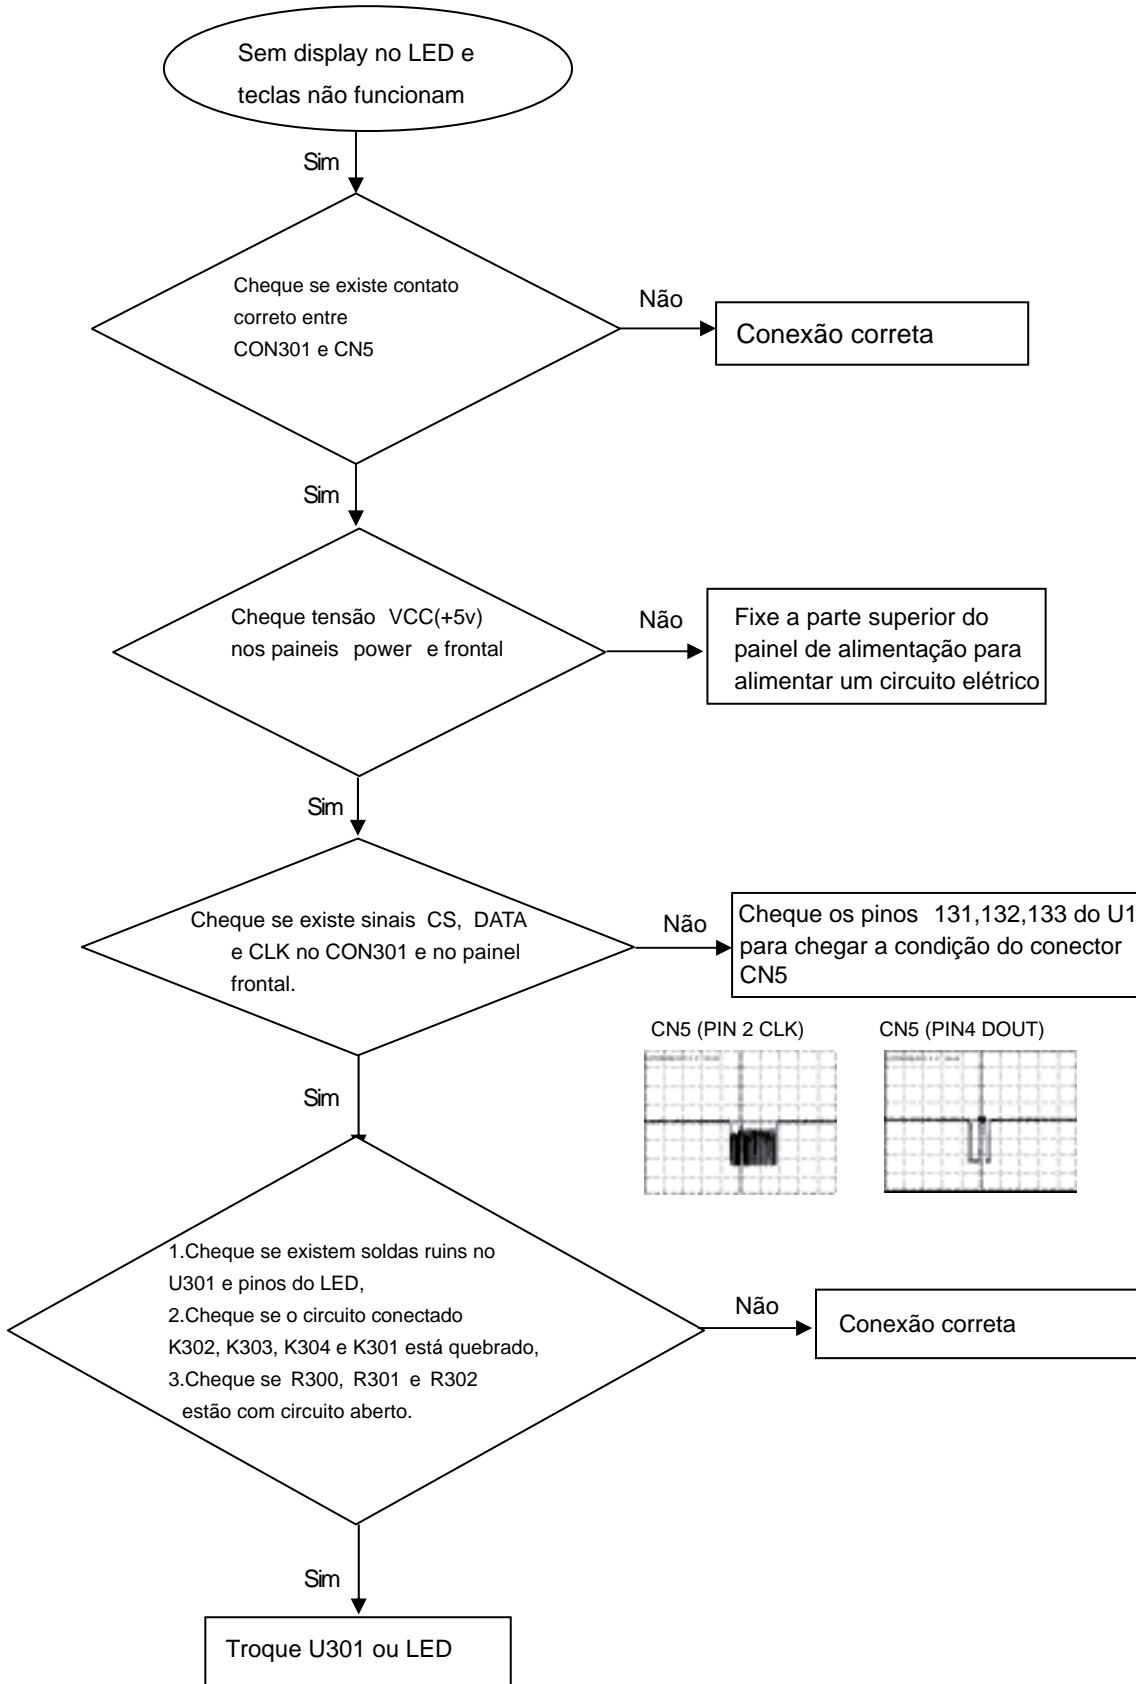 Sem display no LED e
teclas não funcionam
Sim
Cheque se existe contato
correto entre
CON301 e CN5
Não
Conexão correta
Sim
Cheque tensão VCC(+5v)
nos paineis power e frontal
Não
Fixe a parte superior do
painel de alimentação para
alimentar um circuito elétrico
Sim
Cheque se existe sinais CS, DATA
e CLK no CON301 e no painel
frontal.
Não
Cheque os pinos 131,132,133 do U1
para chegar a condição do conector
CN5
CN5 (PIN 2 CLK)
CN5 (PIN4 DOUT)
Sim
1.Cheque se existem soldas ruins no
U301 e pinos do LED,
2.Cheque se o circuito conectado
K302, K303, K304 e K301 está quebrado,
3.Cheque se R300, R301 e R302
estão com circuito aberto.
Não
Conexão correta
Sim
Troque U301 ou LED